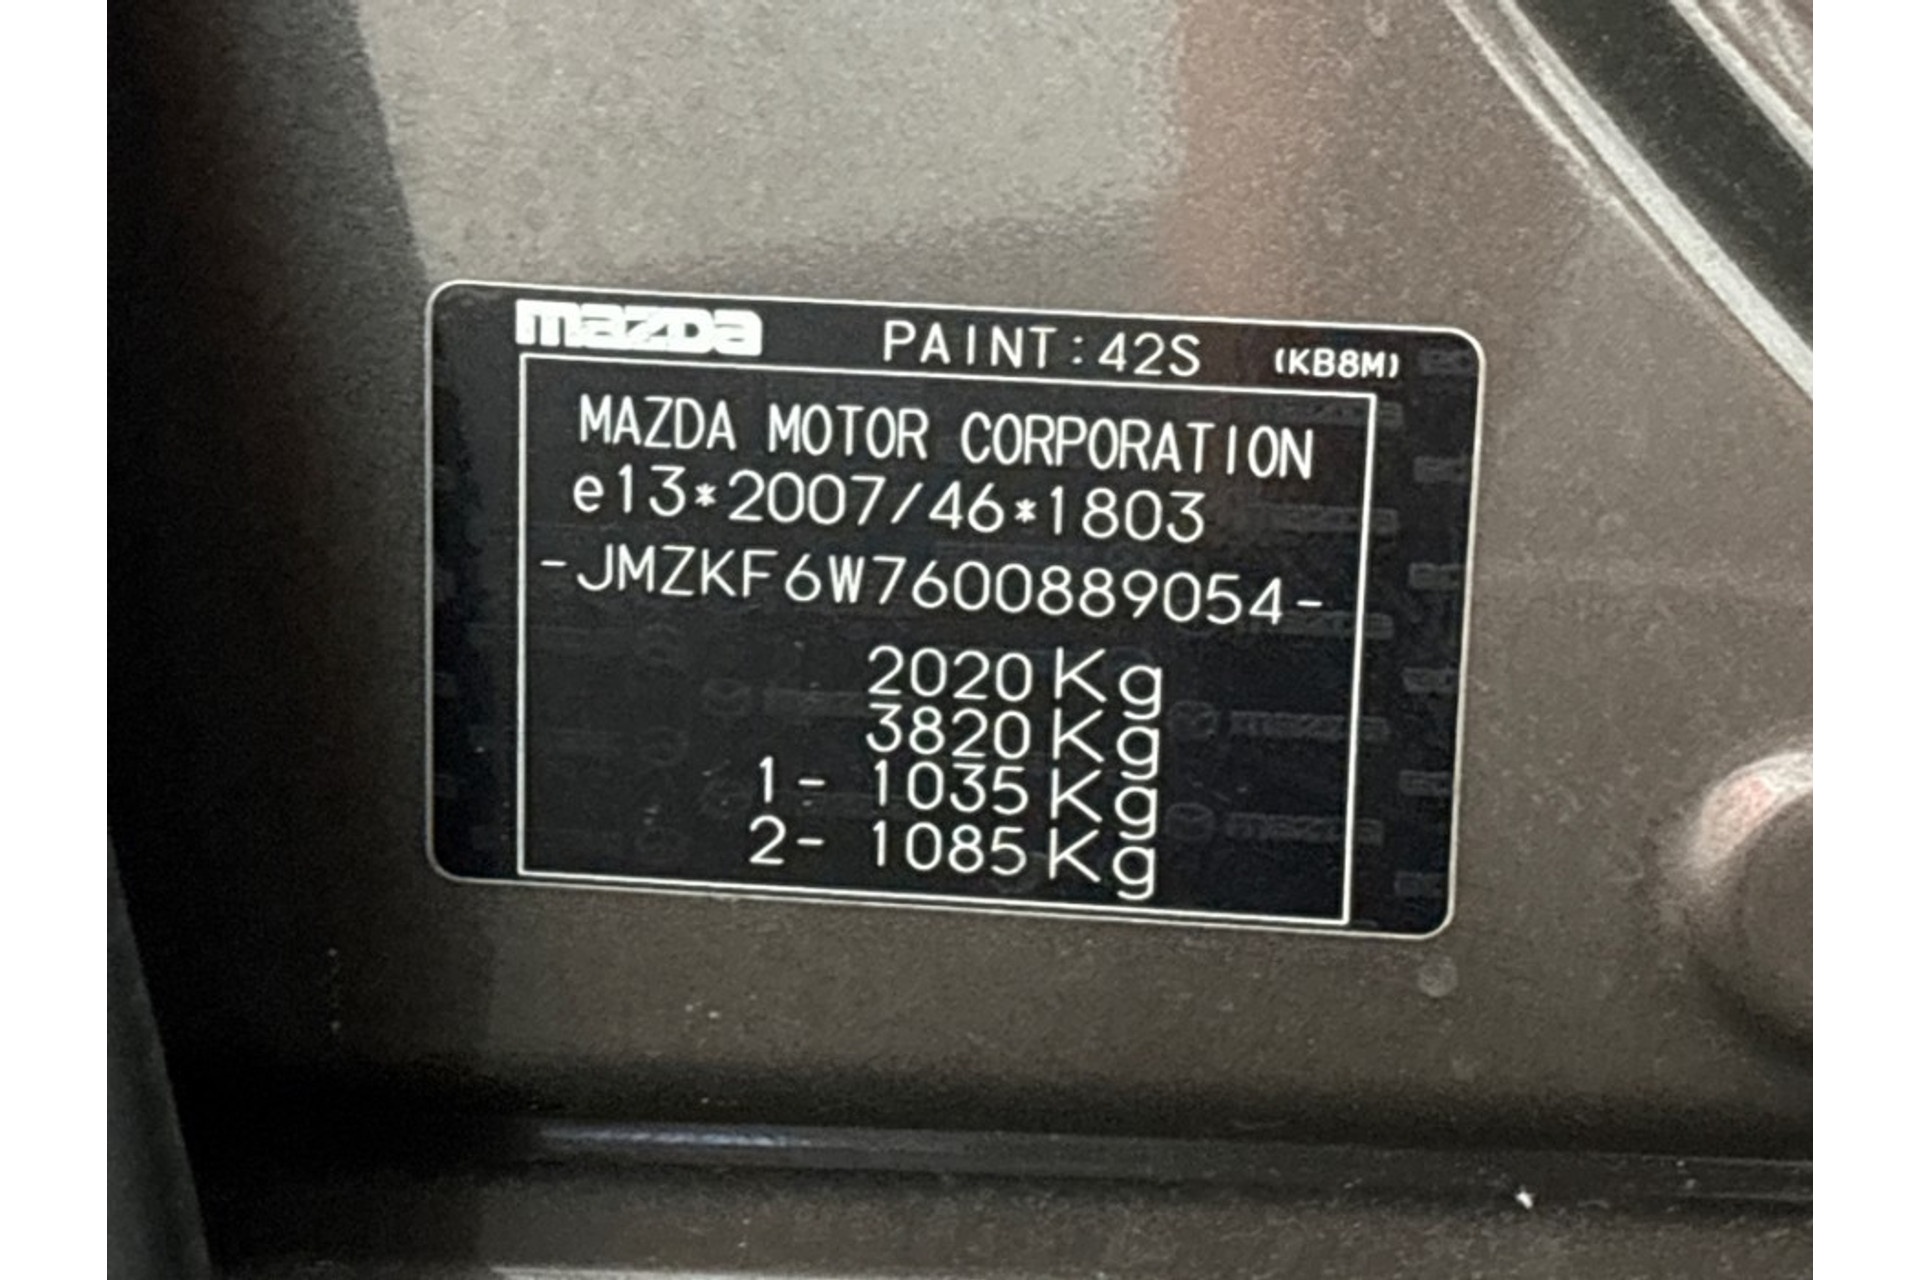 mazda PAINT:42S (KB8M)
MAZDA MOTOR CORPORATION
e13*2007/46*1803
-JMZKF6W7600889054-
2020Kg
3820Kg
1- 1035Kg
2- 1085Kg